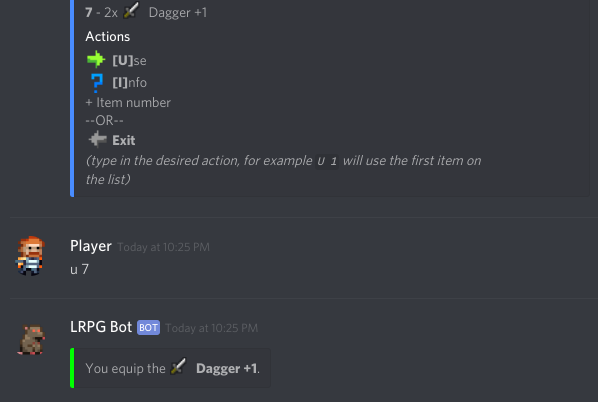 7 - 2x Dagger +1
Actions
[U]se
[I]nfo
+ Item number
--OR--
Exit
(type in the desired action, for example U 1 will use the first item on
the list)
Player Today at 10:25 PM
u 7
LRPG Bot BOT Today at 10:25 PM
You equip the Dagger +1.